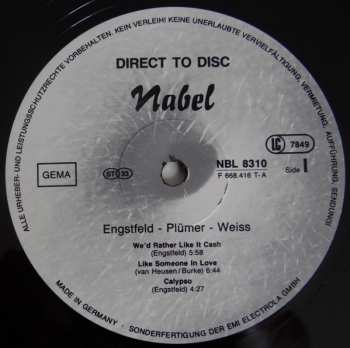 ALLE URHEBER- UND LEISTUNGSSCHUTZRECHTE VORBEHALTEN. KEIN VERLEIH! KEINE UNERLAUBTE VERVIELFÄLTIGUNG, VERMIETUNG, AUFFÜHRUNG, SENDUNG!
DIRECT TO DISC
Nabel
LC 7849
NBL 8310
F 668.416 T-A
Side I
GEMA
ST 33
Engstfeld - Plümer - Weiss
We'd Rather Like It Cash
(Engstfeld) 5:58
Like Someone In Love
(van Heusen/Burke) 6:44
Calypso
(Engstfeld) 4:27
MADE IN GERMANY - SONDERFERTIGUNG DER EMI ELECTROLA GMBH